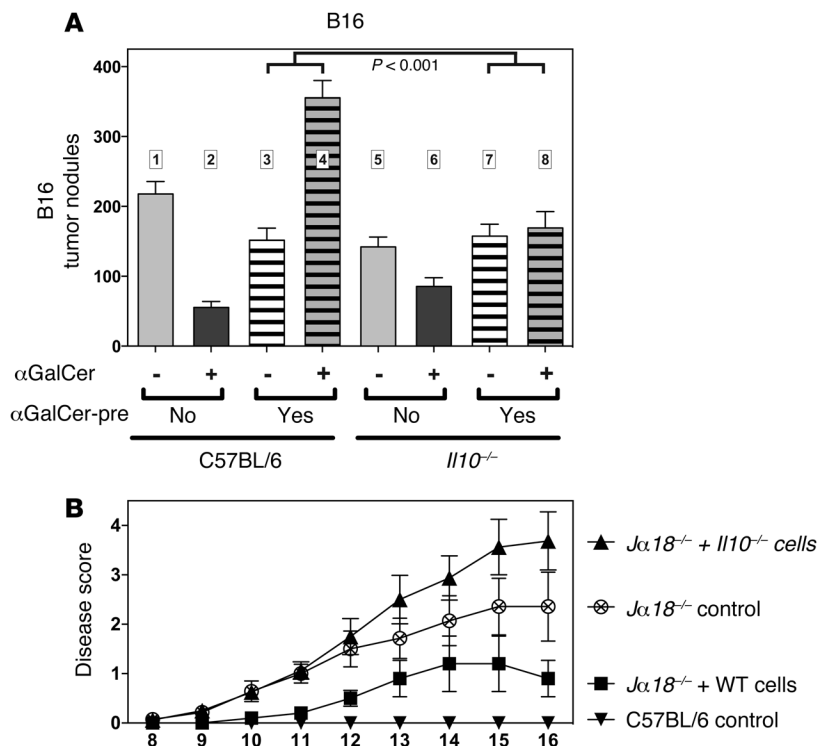 A
B16
400
300
200
100
0
B16
tumor nodules
P < 0.001
1 2 3 4 5 6 7 8
αGalCer - + - + - + - +
αGalCer-pre No Yes No Yes
C57BL/6 Il10–/–
B
4
3
2
1
0
Disease score
8 9 10 11 12 13 14 15 16
Jα18–/– + Il10–/– cells
Jα18–/– control
Jα18–/– + WT cells
C57BL/6 control